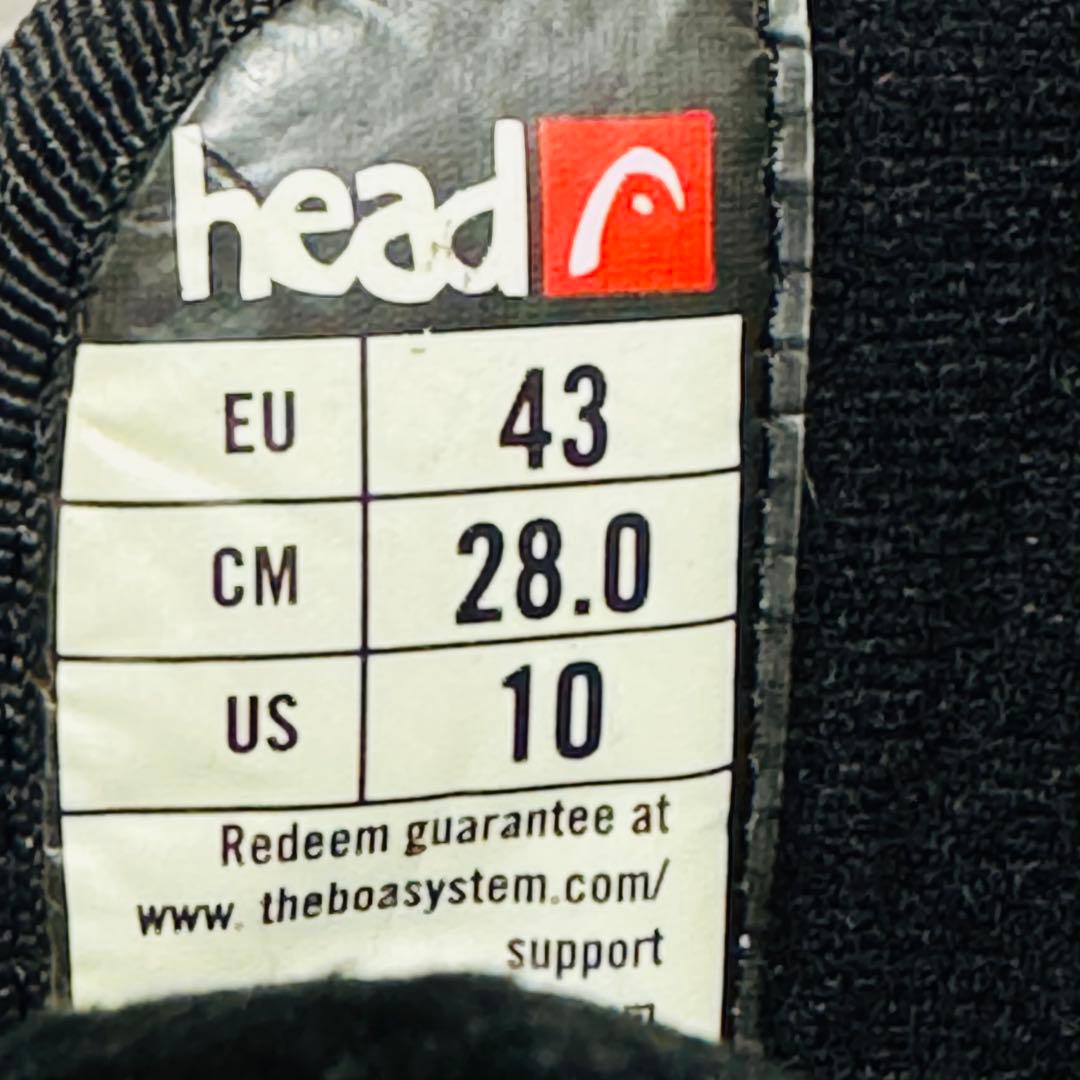 head
EU 43
CM 28.0
US 10
Redeem guarantee at
www. theboasystem.com/
support